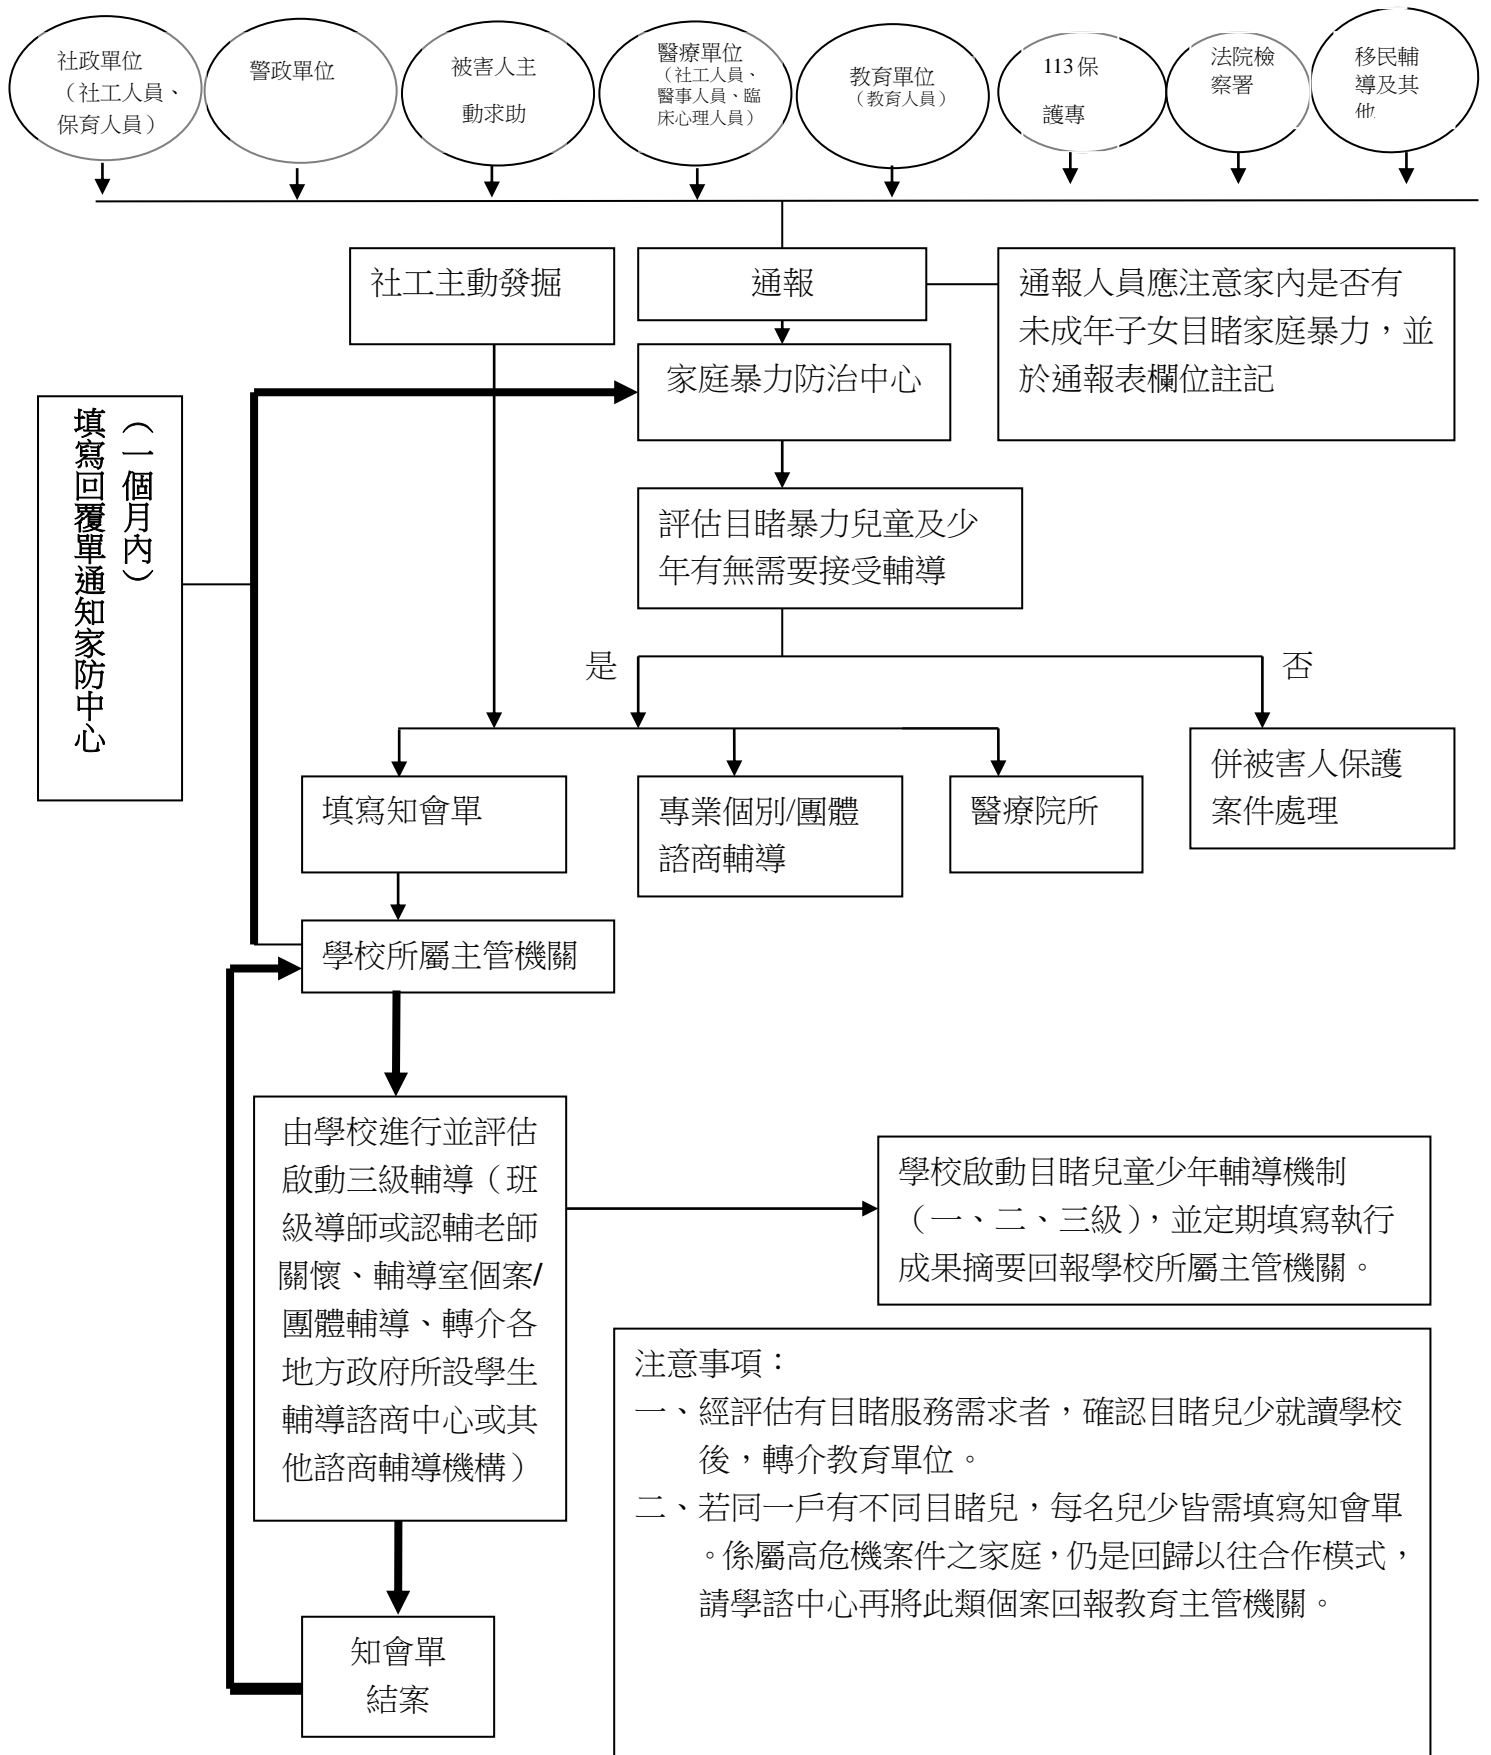 社政單位
（社工人員、
保育人員）
警政單位
被害人主
動求助
醫療單位
（社工人員、
醫事人員、臨
床心理人員）
教育單位
（教育人員）
113保
護專
法院檢
察署
移民輔
導及其
他
社工主動發掘
通報
通報人員應注意家內是否有
未成年子女目睹家庭暴力，並
於通報表欄位註記
家庭暴力防治中心
（一個月內）
填寫回覆單通知家防中心
評估目睹暴力兒童及少
年有無需要接受輔導
是
否
填寫知會單
專業個別/團體
諮商輔導
醫療院所
併被害人保護
案件處理
學校所屬主管機關
由學校進行並評估
啟動三級輔導（班
級導師或認輔老師
關懷、輔導室個案/
團體輔導、轉介各
地方政府所設學生
輔導諮商中心或其
他諮商輔導機構）
學校啟動目睹兒童少年輔導機制
（一、二、三級），並定期填寫執行
成果摘要回報學校所屬主管機關。
注意事項：
一、經評估有目睹服務需求者，確認目睹兒少就讀學校
後，轉介教育單位。
二、若同一戶有不同目睹兒，每名兒少皆需填寫知會單
。係屬高危機案件之家庭，仍是回歸以往合作模式，
請學諮中心再將此類個案回報教育主管機關。
知會單
結案